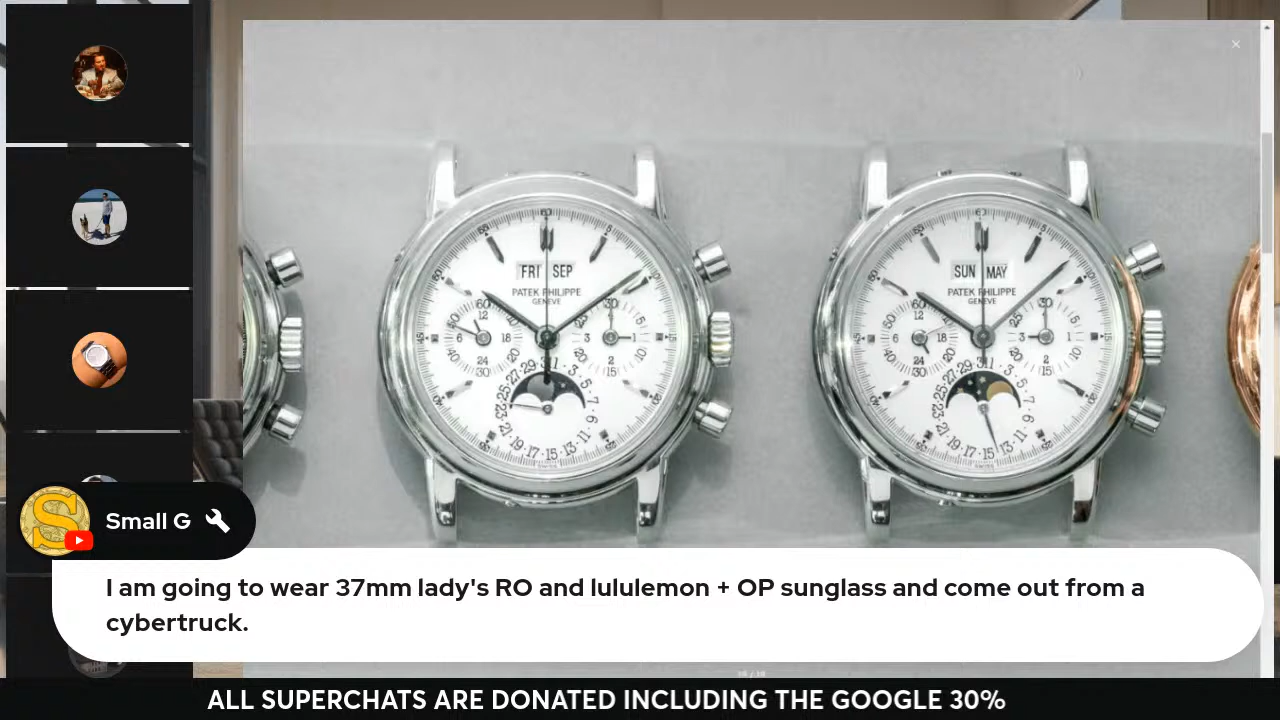 FRI SEP
PATEK PHILIPPE
GENEVE
SUN MAY
PATEK PHILIPPE
GENEVE
Small G
I am going to wear 37mm lady's RO and lululemon + OP sunglass and come out from a
cybertruck.
ALL SUPERCHATS ARE DONATED INCLUDING THE GOOGLE 30%